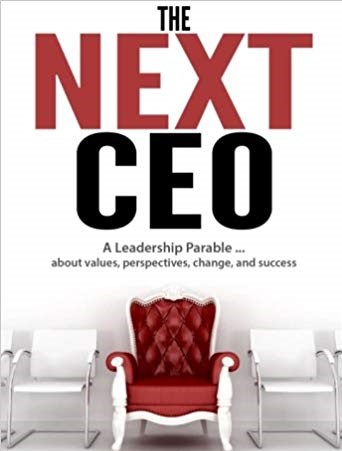 THE
NEXT
CEO
A Leadership Parable ...
about values, perspectives, change, and success